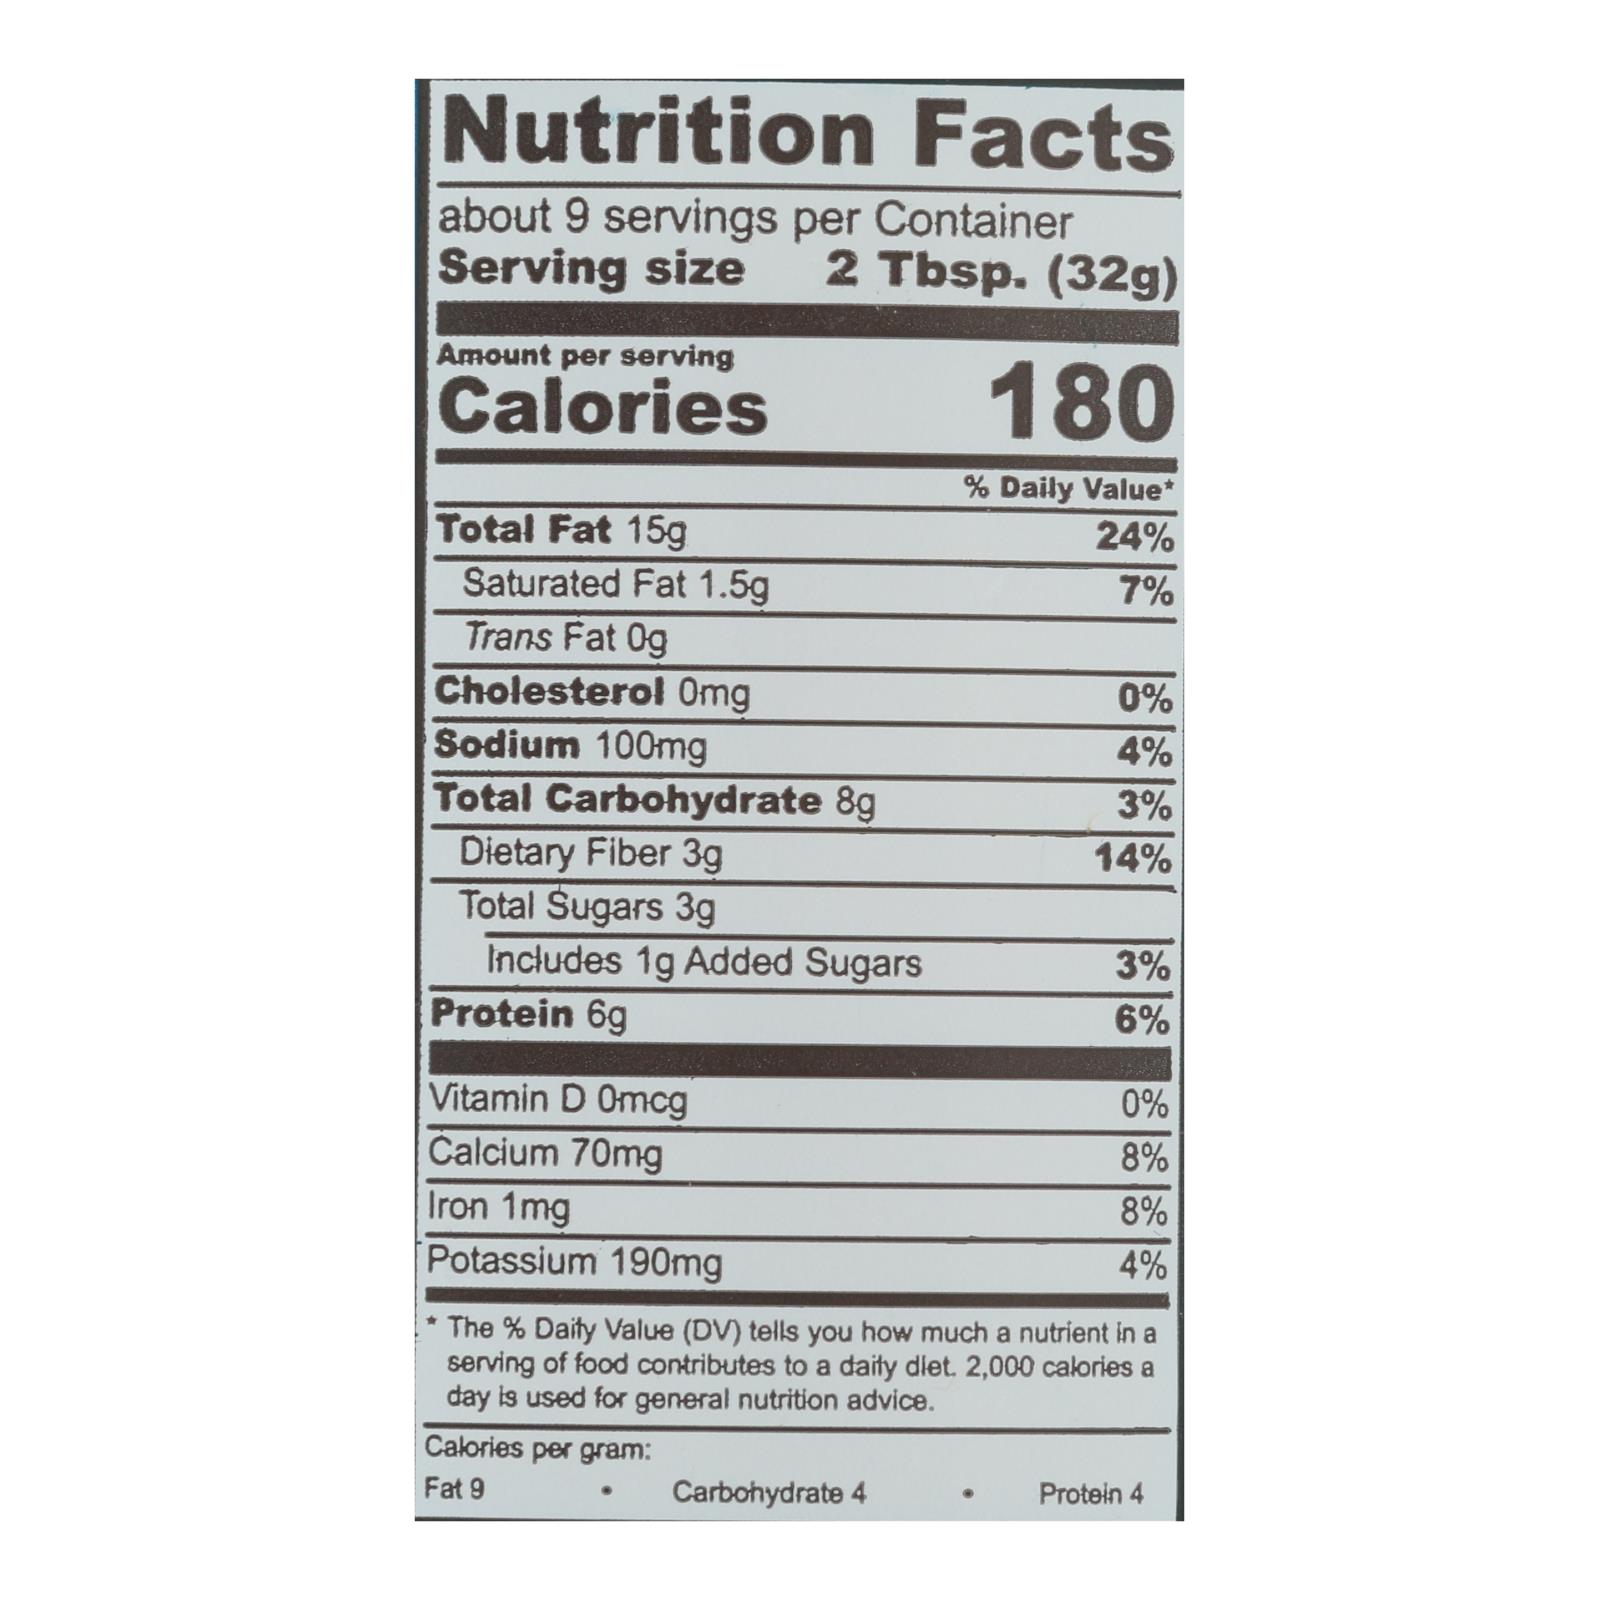 Nutrition Facts
about 9 servings per Container
Serving size 2 Tbsp. (32g)
Amount per serving
Calories 180
% Daily Value*
Total Fat 15g 24%
Saturated Fat 1.5g 7%
Trans Fat 0g
Cholesterol 0mg 0%
Sodium 100mg 4%
Total Carbohydrate 8g 3%
Dietary Fiber 3g 14%
Total Sugars 3g
Includes 1g Added Sugars 3%
Protein 6g 6%
Vitamin D 0mcg 0%
Calcium 70mg 8%
Iron 1mg 8%
Potassium 190mg 4%
* The % Daily Value (DV) tells you how much a nutrient in a
serving of food contributes to a daily diet. 2,000 calories a
day is used for general nutrition advice.
Calories per gram:
Fat 9 • Carbohydrate 4 • Protein 4